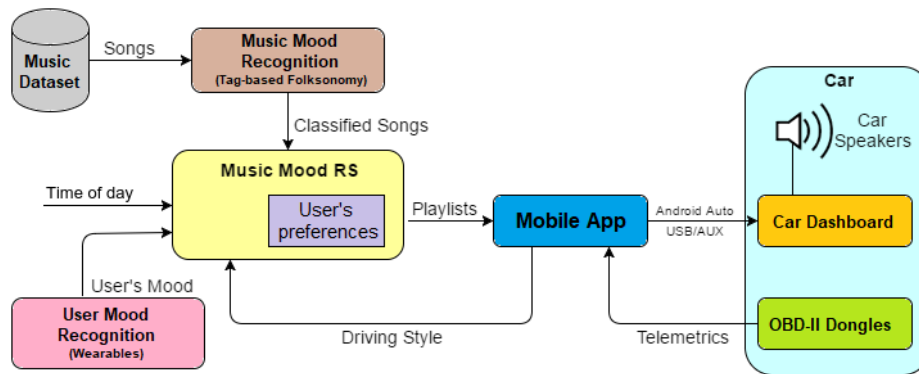 Music
Dataset
Songs
Music Mood
Recognition
(Tag-based Folksonomy)
Classified Songs
Time of day
Music Mood RS
User's
preferences
User's Mood
User Mood
Recognition
(Wearables)
Playlists
Mobile App
Driving Style
Android Auto
USB/AUX
Telemetrics
Car
Car
Speakers
Car Dashboard
OBD-II Dongles